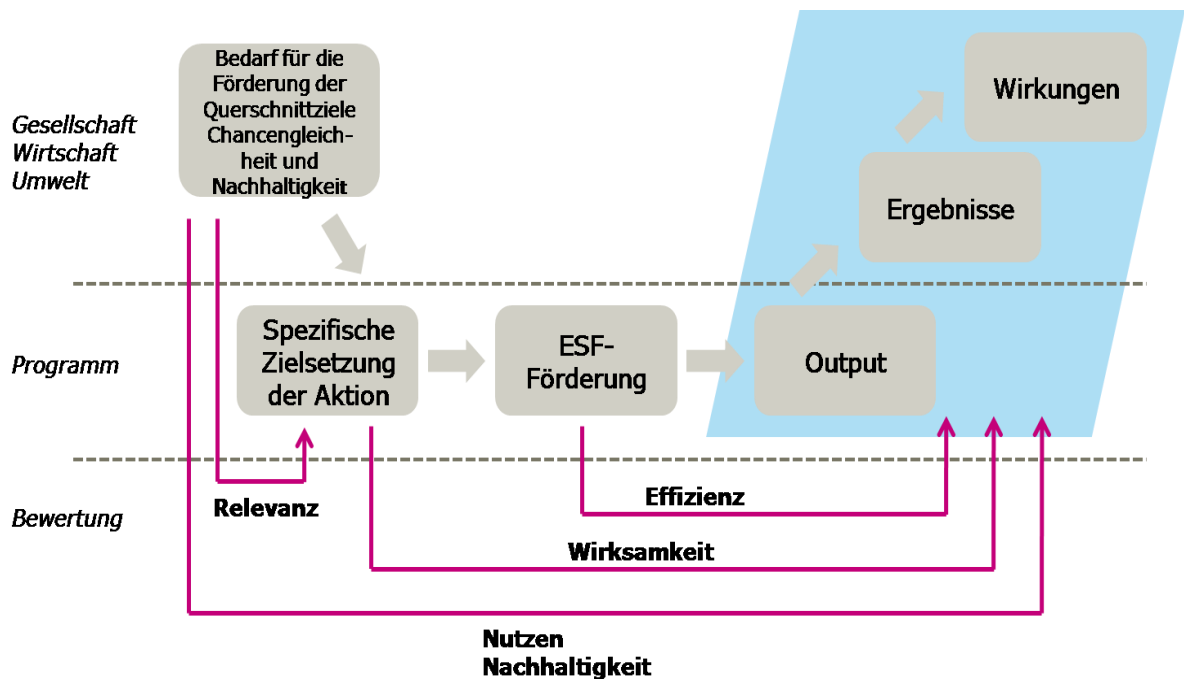 Bedarf für die
Förderung der
Querschnittziele
Chancengleich-
heit und
Nachhaltigkeit
Wirkungen
Gesellschaft
Wirtschaft
Umwelt
Ergebnisse
Spezifische
Zielsetzung
der Aktion
ESF-
Förderung
Output
Programm
Relevanz
Effizienz
Bewertung
Wirksamkeit
Nutzen
Nachhaltigkeit